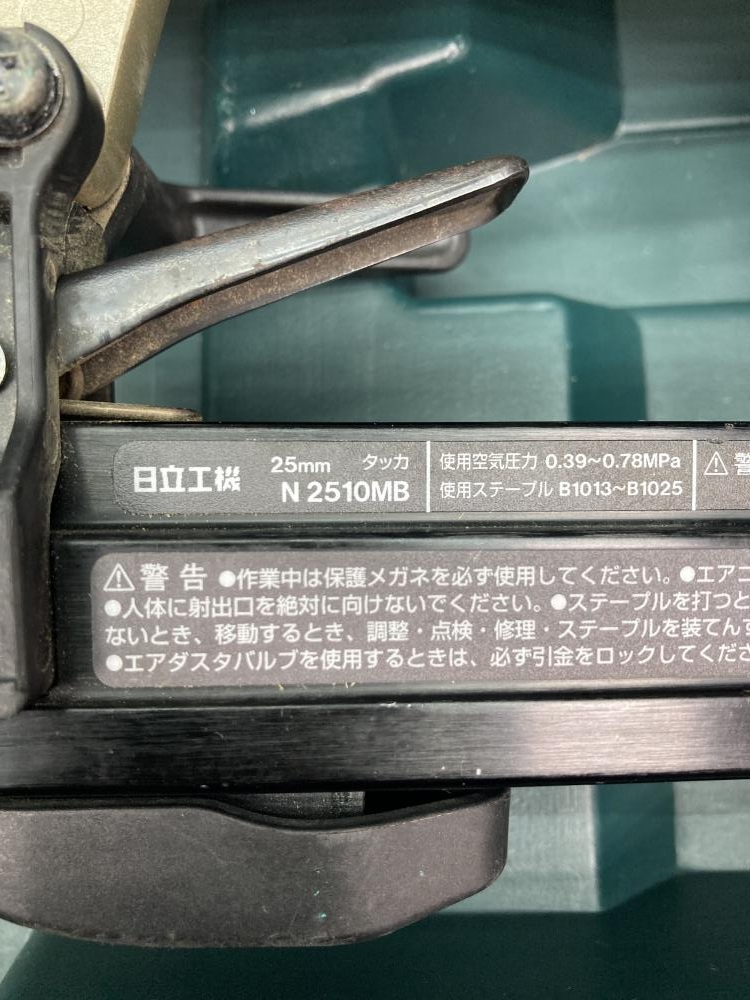 日立工機 25mm タッカ
N 2510MB
使用空気圧力 0.39~0.78MPa
使用ステープル B1013~B1025
⚠警
⚠警告 ●作業中は保護メガネを必ず使用してください。●エアコ
●人体に射出口を絶対に向けないでください。●ステープルを打つと
ないとき、移動するとき、調整・点検・修理・ステープルを装てんす
●エアダスタバルブを使用するときは、必ず引金をロックしてくださ